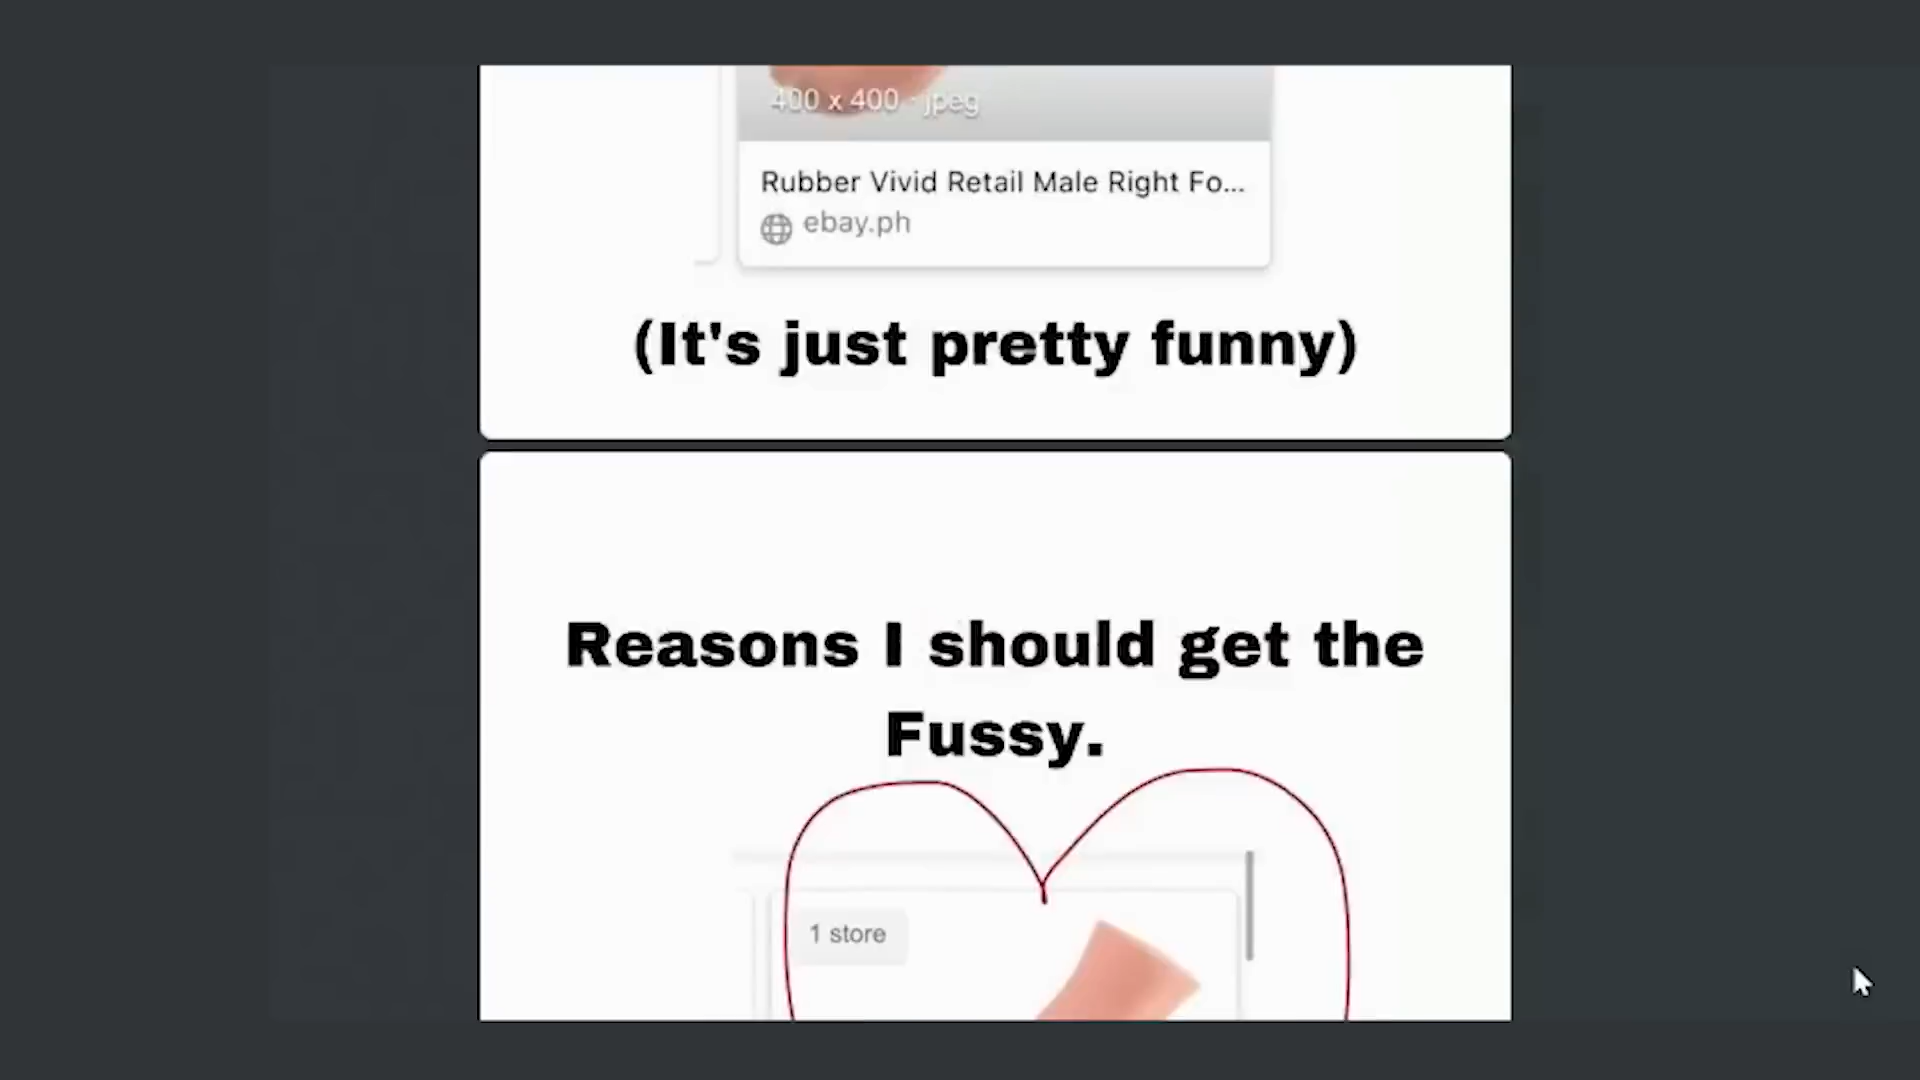 400 x 400 · jpeg
Rubber Vivid Retail Male Right Fo...
ebay.ph
(It's just pretty funny)
Reasons I should get the
Fussy.
1 store